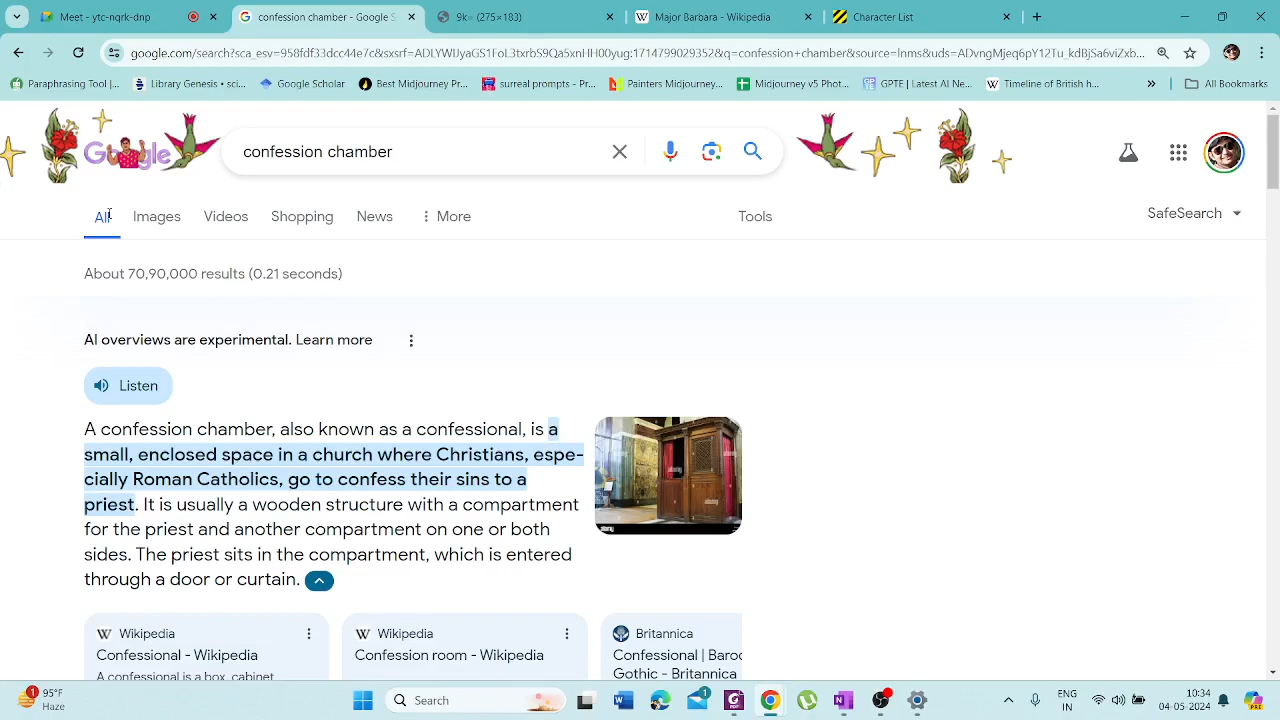 Meet - ytc-nqrk-dnp
confession chamber - Google S
9k= (275×183)
Major Barbara - Wikipedia
Character List
google.com/search?sca_esv=958fdf33dcc44e7c&sxsrf=ADLYWIJyaGS1FoL3txrbS9Qa5xnHH00yug:1714799029352&q=confession+chamber&source=lnms&uds=ADvngMjeq6pY12Tu_kdBjSa6viZxb...
Paraphrasing Tool |...
Library Genesis • sci...
Google Scholar
Best Midjourney Pr...
surreal prompts - Pr...
Painters Midjourney...
Midjourney v5 Phot...
GPTE | Latest AI Ne...
Timeline of British h...
»
All Bookmarks
Google
confession chamber
All
Images
Videos
Shopping
News
More
Tools
SafeSearch
About 70,90,000 results (0.21 seconds)
AI overviews are experimental. Learn more
Listen
A confession chamber, also known as a confessional, is a
small, enclosed space in a church where Christians, espe-
cially Roman Catholics, go to confess their sins to a
priest. It is usually a wooden structure with a compartment
for the priest and another compartment on one or both
sides. The priest sits in the compartment, which is entered
through a door or curtain.
alamy
Wikipedia
Confessional - Wikipedia
A confessional is a box, cabinet
Wikipedia
Confession room - Wikipedia
Britannica
Confessional | Baroc
Gothic - Britannica
1
95°F
Haze
Search
1
ENG
IN
10:34
04-05-2024